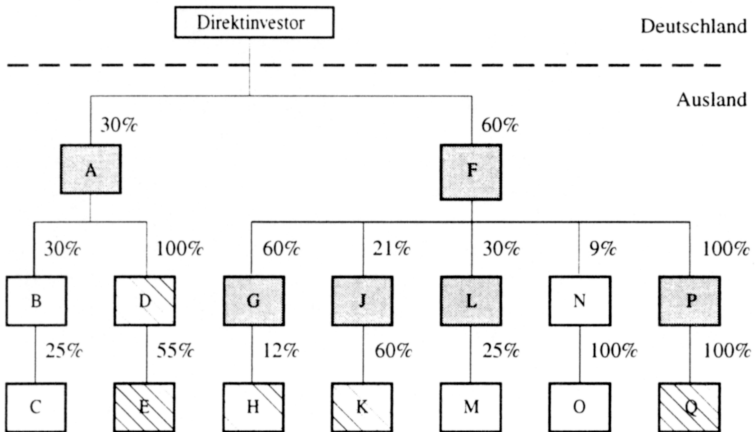 Direktinvestor
Deutschland
Ausland
30% 60%
A F
30% 100% 60% 21% 30% 9% 100%
B D G J L N P
25% 55% 12% 60% 25% 100% 100%
C E H K M O Q